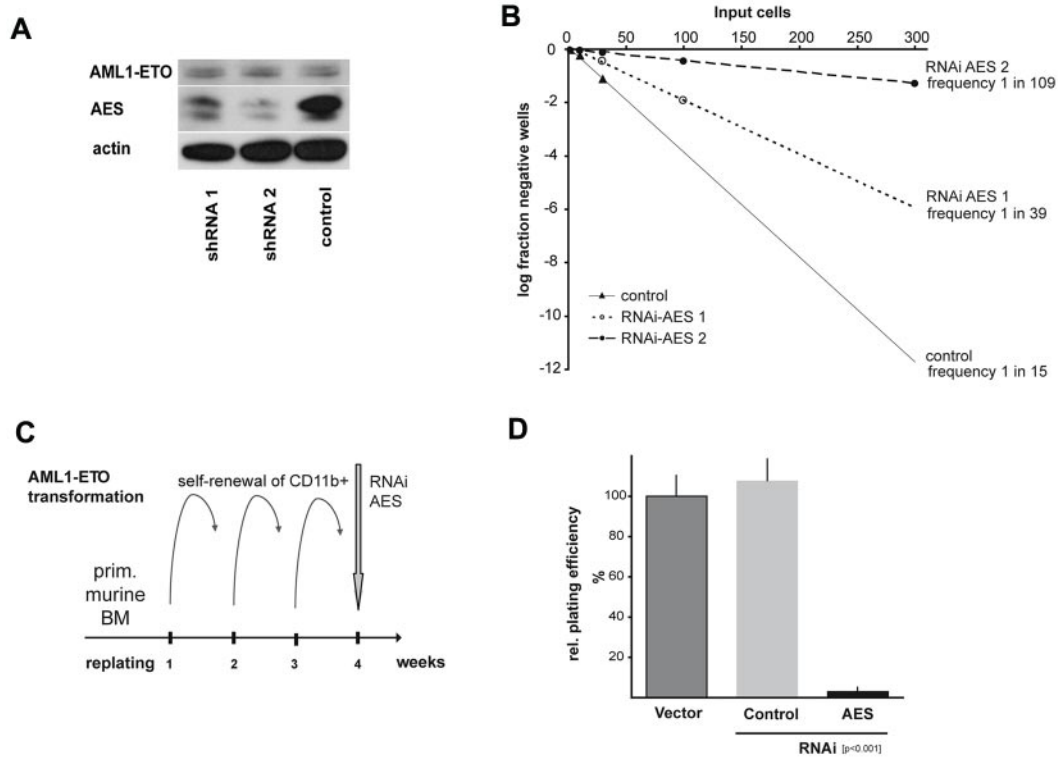 A
AML1-ETO
AES
actin
shRNA 1
shRNA 2
control
B
Input cells
0 50 100 150 200 250 300
0
-2
-4
-6
-8
-10
-12
log fraction negative wells
RNAi AES 2
frequency 1 in 109
RNAi AES 1
frequency 1 in 39
control
frequency 1 in 15
control
RNAi-AES 1
RNAi-AES 2
C
AML1-ETO
transformation
self-renewal of CD11b+
RNAi
AES
prim.
murine
BM
replating 1 2 3 4 weeks
D
rel. plating efficiency
%
100
80
60
40
20
Vector Control AES
RNAi [p<0.001]